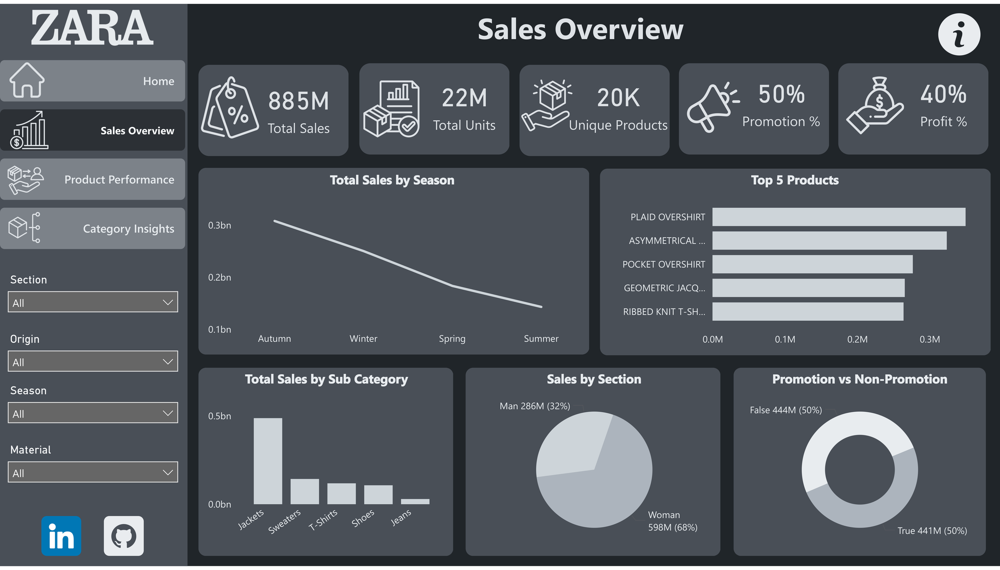 ZARA
Home
Sales Overview
Product Performance
Category Insights
Section
All
Origin
All
Season
All
Material
All
in
Sales Overview
i
885M
Total Sales
22M
Total Units
20K
Unique Products
50%
Promotion %
40%
Profit %
Total Sales by Season
0.3bn
0.2bn
0.1bn
Autumn
Winter
Spring
Summer
Top 5 Products
PLAID OVERSHIRT
ASYMMETRICAL ...
POCKET OVERSHIRT
GEOMETRIC JACQ...
RIBBED KNIT T-SH...
0.0M
0.1M
0.2M
0.3M
Total Sales by Sub Category
0.5bn
0.0bn
Jackets
Sweaters
T-Shirts
Shoes
Jeans
Sales by Section
Man 286M (32%)
Woman
598M (68%)
Promotion vs Non-Promotion
False 444M (50%)
True 441M (50%)